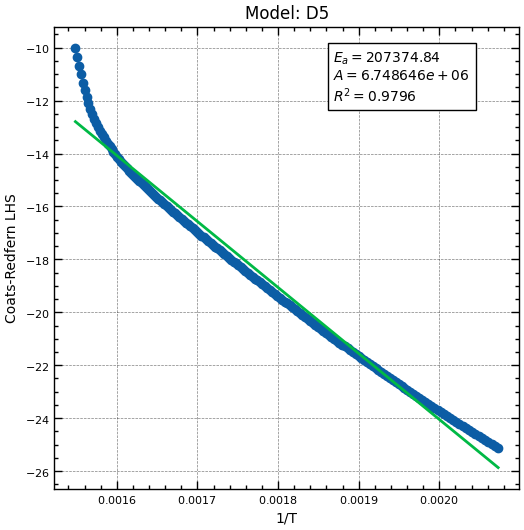 Model: D5
−10
−12
−14
−16
−18
−20
−22
−24
−26
Coats-Redfern LHS
E_a = 207374.84
A = 6.748646e + 06
R² = 0.9796
0.0016 0.0017 0.0018 0.0019 0.0020
1/T